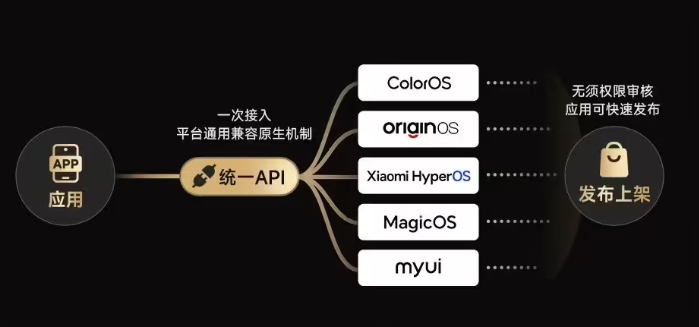 APP
应用
一次接入
平台通用兼容原生机制
统一API
ColorOS
originOS
Xiaomi HyperOS
MagicOS
myui
无须权限审核
应用可快速发布
发布上架